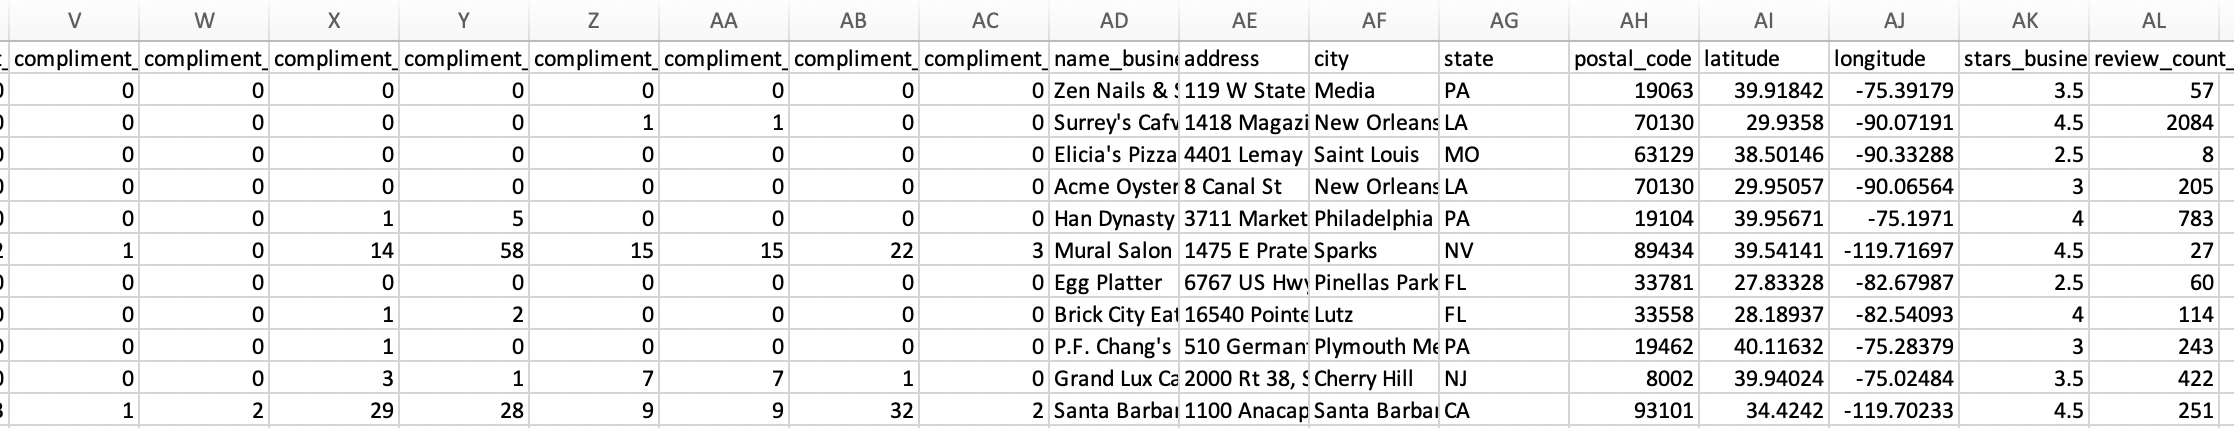 V W X Y Z AA AB AC AD AE AF AG AH AI AJ AK AL
compliment_ compliment_ compliment_ compliment_ compliment_ compliment_ compliment_ compliment_ name_busine address city state postal_code latitude longitude stars_busine review_count_
0 0 0 0 0 0 0 0 0 Zen Nails & S 119 W State Media PA 19063 39.91842 -75.39179 3.5 57
0 0 0 0 0 1 1 0 0 Surrey's Cafv 1418 Magazi New Orleans LA 70130 29.9358 -90.07191 4.5 2084
0 0 0 0 0 0 0 0 0 Elicia's Pizza 4401 Lemay Saint Louis MO 63129 38.50146 -90.33288 2.5 8
0 0 0 0 0 0 0 0 0 Acme Oyster 8 Canal St New Orleans LA 70130 29.95057 -90.06564 3 205
0 0 0 1 5 0 0 0 0 Han Dynasty 3711 Market Philadelphia PA 19104 39.95671 -75.1971 4 783
2 1 0 14 58 15 15 22 3 Mural Salon 1475 E Prate Sparks NV 89434 39.54141 -119.71697 4.5 27
0 0 0 0 0 0 0 0 0 Egg Platter 6767 US Hwy Pinellas Park FL 33781 27.83328 -82.67987 2.5 60
0 0 0 1 2 0 0 0 0 Brick City Eat 16540 Pointe Lutz FL 33558 28.18937 -82.54093 4 114
0 0 0 1 0 0 0 0 0 P.F. Chang's 510 German Plymouth Me PA 19462 40.11632 -75.28379 3 243
0 0 0 3 1 7 7 1 0 Grand Lux Ca 2000 Rt 38, S Cherry Hill NJ 8002 39.94024 -75.02484 3.5 422
3 1 2 29 28 9 9 32 2 Santa Barba 1100 Anacap Santa Barba CA 93101 34.4242 -119.70233 4.5 251